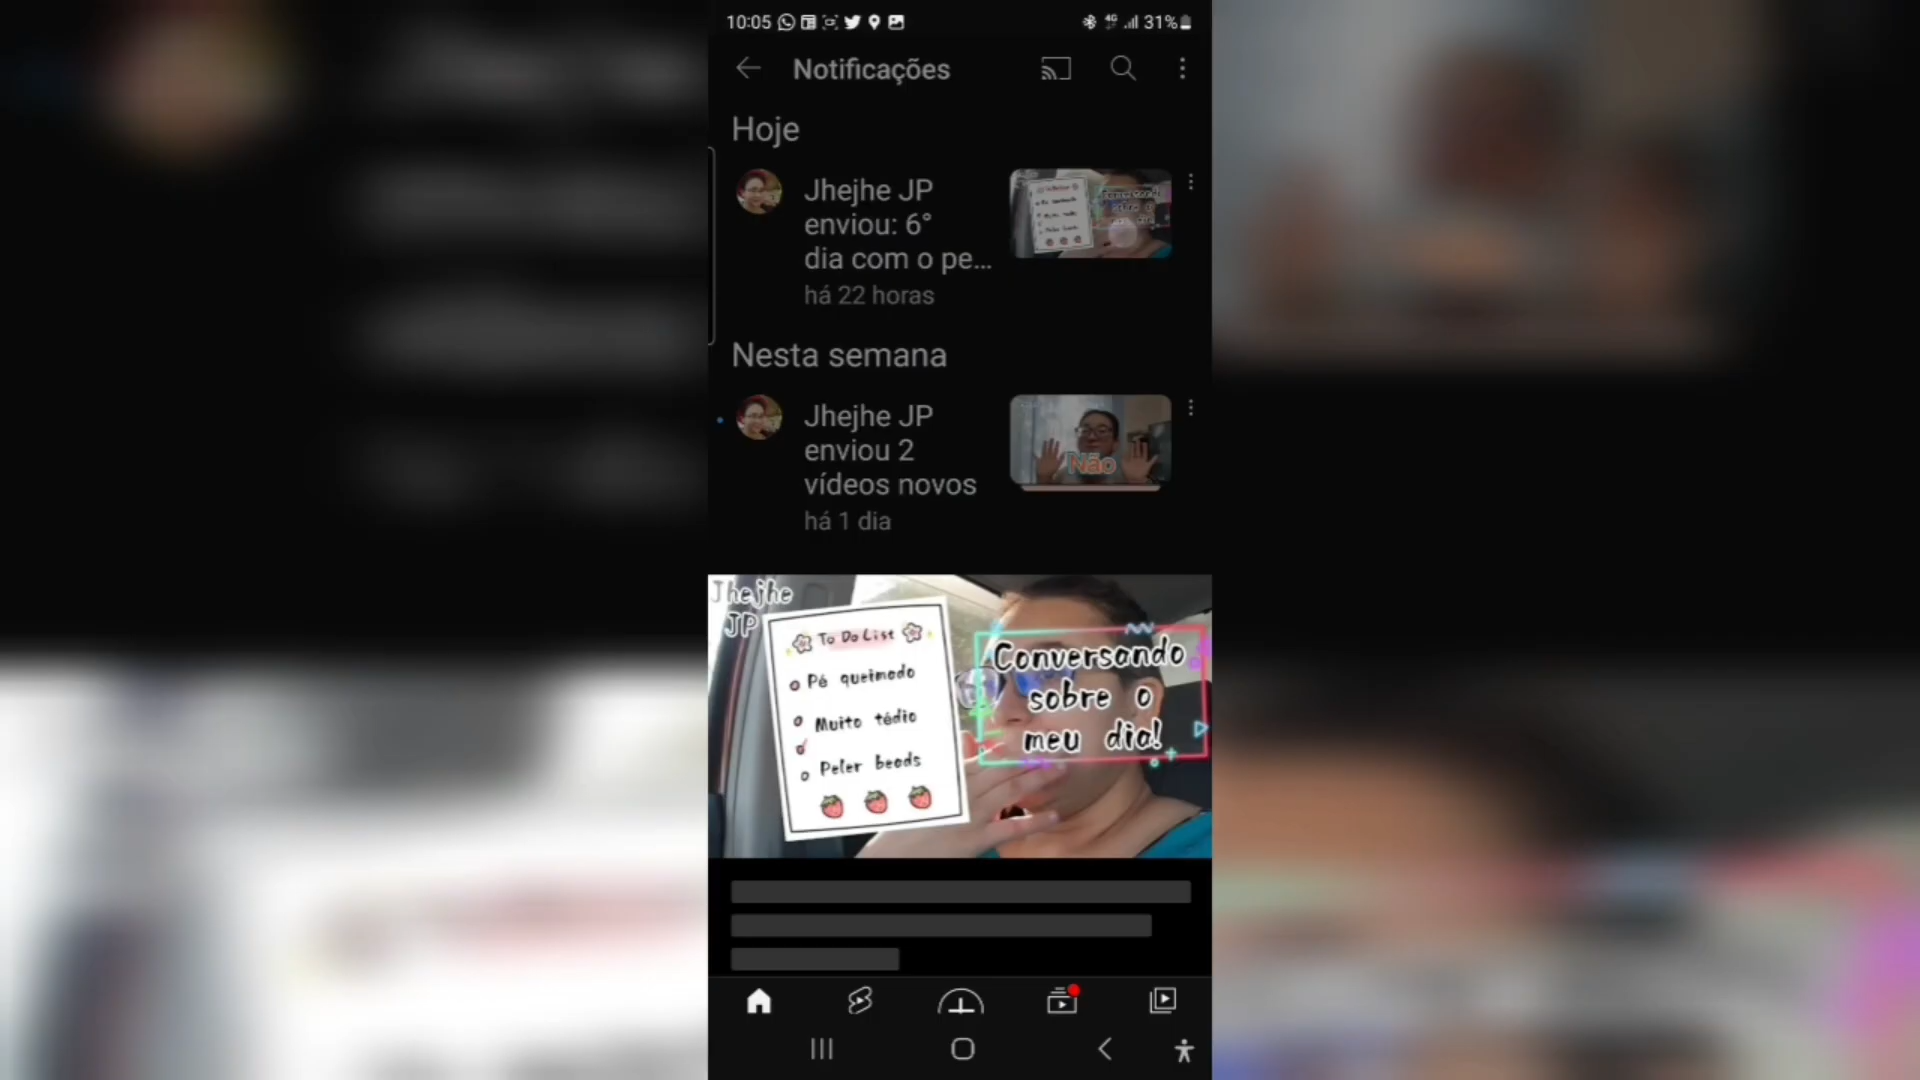 10:05
4G
31%
Notificações
Hoje
Jhejhe JP
enviou: 6°
dia com o pe...
há 22 horas
Nesta semana
Jhejhe JP
enviou 2
vídeos novos
há 1 dia
Não
Jhejhe
JP
To Do List
Pé queimado
Muito tédio
Peler beads
Conversando
sobre o
meu dia!